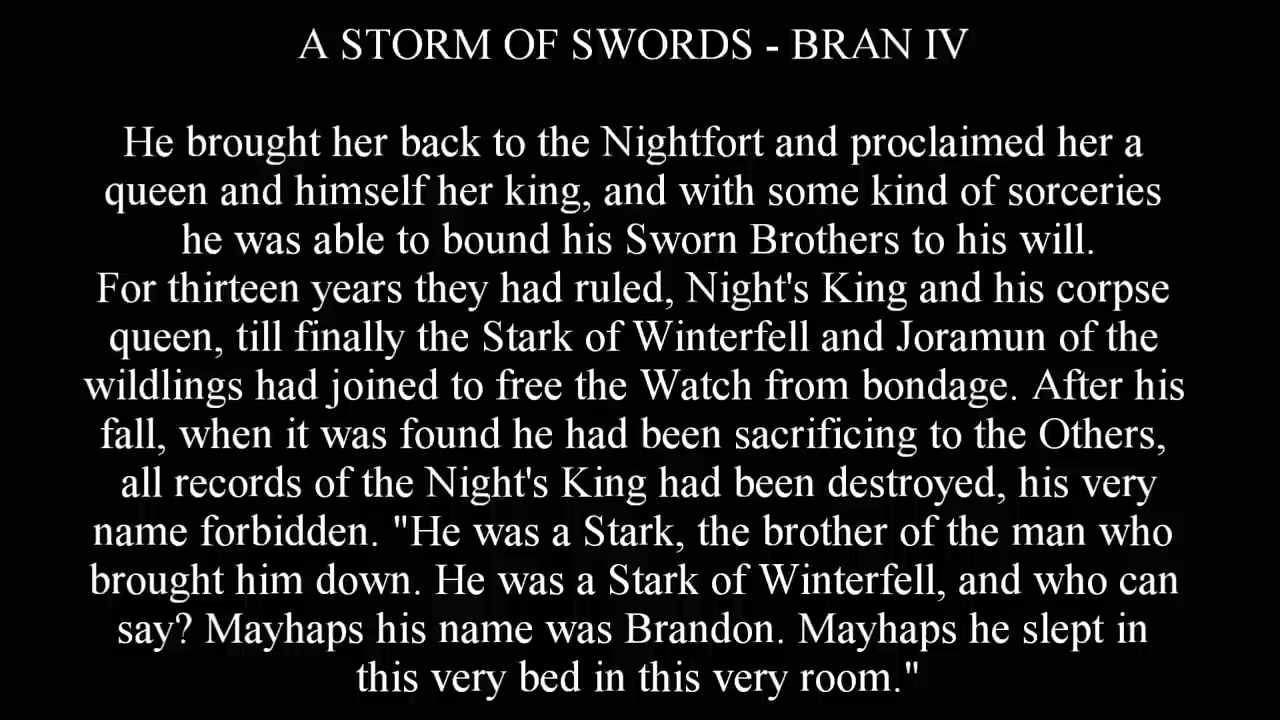 A STORM OF SWORDS - BRAN IV
He brought her back to the Nightfort and proclaimed her a
queen and himself her king, and with some kind of sorceries
he was able to bound his Sworn Brothers to his will.
For thirteen years they had ruled, Night's King and his corpse
queen, till finally the Stark of Winterfell and Joramun of the
wildlings had joined to free the Watch from bondage. After his
fall, when it was found he had been sacrificing to the Others,
all records of the Night's King had been destroyed, his very
name forbidden. "He was a Stark, the brother of the man who
brought him down. He was a Stark of Winterfell, and who can
say? Mayhaps his name was Brandon. Mayhaps he slept in
this very bed in this very room."